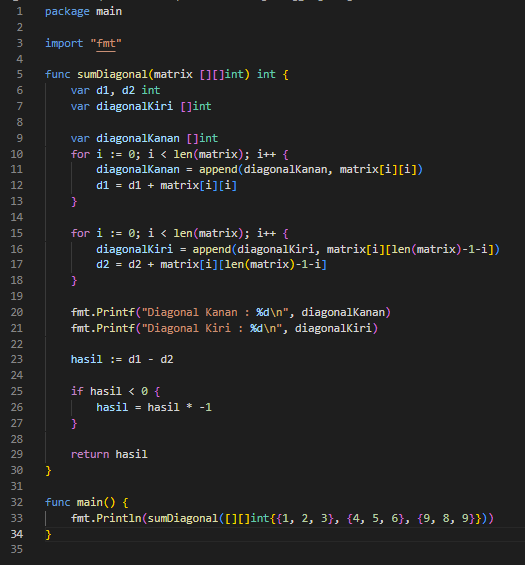 1 package main
2
3 import "fmt"
4
5 func sumDiagonal(matrix [][]int) int {
6     var d1, d2 int
7     var diagonalKiri []int
8
9     var diagonalKanan []int
10     for i := 0; i < len(matrix); i++ {
11         diagonalKanan = append(diagonalKanan, matrix[i][i])
12         d1 = d1 + matrix[i][i]
13     }
14
15     for i := 0; i < len(matrix); i++ {
16         diagonalKiri = append(diagonalKiri, matrix[i][len(matrix)-1-i])
17         d2 = d2 + matrix[i][len(matrix)-1-i]
18     }
19
20     fmt.Printf("Diagonal Kanan : %d\n", diagonalKanan)
21     fmt.Printf("Diagonal Kiri : %d\n", diagonalKiri)
22
23     hasil := d1 - d2
24
25     if hasil < 0 {
26         hasil = hasil * -1
27     }
28
29     return hasil
30 }
31
32 func main() {
33     fmt.Println(sumDiagonal([][]int{{1, 2, 3}, {4, 5, 6}, {9, 8, 9}}))
34 }
35